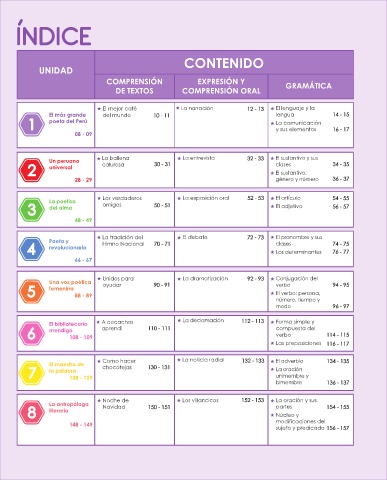 ÍNDICE
UNIDAD
CONTENIDO
COMPRENSIÓN
DE TEXTOS
EXPRESIÓN Y
COMPRENSIÓN ORAL
GRAMÁTICA
1
El más grande
poeta del Perú
08 - 09
★ El mejor café
del mundo 10 - 11
★ La narración 12 - 13
★ El lenguaje y la
lengua 14 - 15
★ La comunicación
y sus elementos 16 - 17
2
Un peruano
universal
28 - 29
★ La ballena
calurosa 30 - 31
★ La entrevista 32 - 33
★ El sustantivo y sus
clases 34 - 35
★ El sustantivo:
género y número 36 - 37
3
La poetisa
del alma
48 - 49
★ Los verdaderos
amigos 50 - 51
★ La exposición oral 52 - 53
★ El artículo 54 - 55
★ El adjetivo 56 - 57
4
Poeta y
revolucionario
66 - 67
★ La tradición del
Himno Nacional 70 - 71
★ El debate 72 - 73
★ El pronombre y sus
clases 74 - 75
★ Los determinantes 76 - 77
5
Una voz poética
femenina
88 - 89
★ Unidos para
ayudar 90 - 91
★ La dramatización 92 - 93
★ Conjugación del
verbo 94 - 95
★ El verbo: persona,
número, tiempo y
modo 96 - 97
6
El bibliotecario
mendigo
108 - 109
★ A cocachos
aprendí 110 - 111
★ La declamación 112 - 113
★ Forma simple y
compuesta del
verbo 114 - 115
★ Las preposiciones 116 - 117
7
El maestro de
la palabra
128 - 129
★ Como hacer
chocotejas 130 - 131
★ La noticia radial 132 - 133
★ El adverbio 134 - 135
★ La oración
unimembre y
bimembre 136 - 137
8
La antropóloga
literaria
148 - 149
★ Noche de
Navidad 150 - 151
★ Los villancicos 152 - 153
★ La oración y sus
partes 154 - 155
★ Núcleo y
modificaciones del
sujeto y predicado 156 - 157